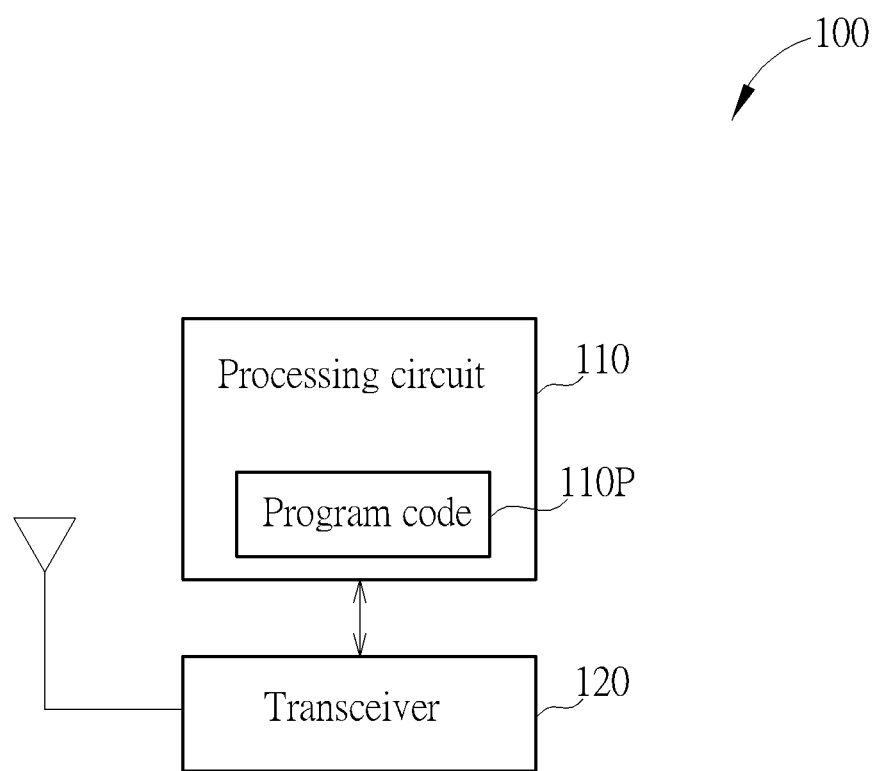 100
Processing circuit
110
110P
Program code
Transceiver
120